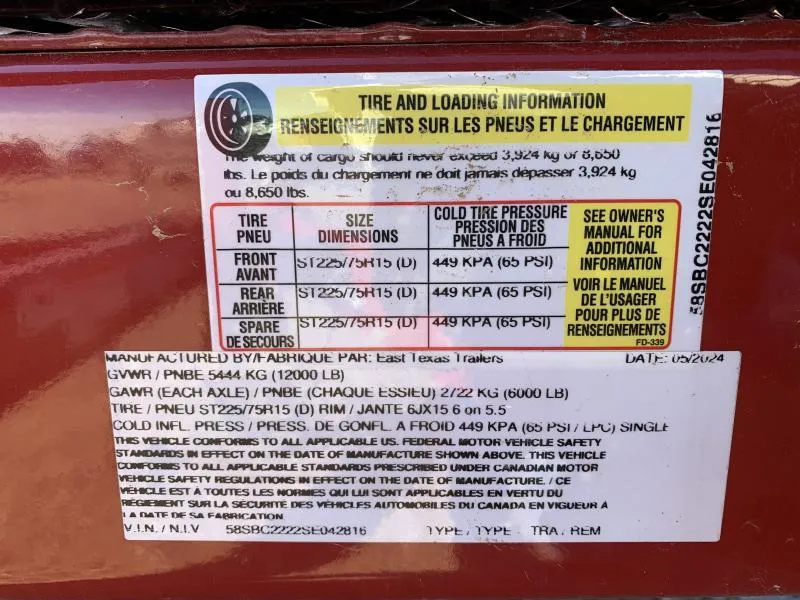 TIRE AND LOADING INFORMATION
RENSEIGNEMENTS SUR LES PNEUS ET LE CHARGEMENT
The weight of cargo should never exceed 3,924 kg or 8,650
lbs. Le poids du chargement ne doit jamais dépasser 3,924 kg
ou 8,650 lbs.
TIRE PNEU
SIZE DIMENSIONS
COLD TIRE PRESSURE PRESSION DES PNEUS A FROID
FRONT AVANT ST225/75R15 (D) 449 KPA (65 PSI)
REAR ARRIÈRE ST225/75R15 (D) 449 KPA (65 PSI)
SPARE DE SECOURS ST225/75R15 (D) 449 KPA (65 PSI)
SEE OWNER'S
MANUAL FOR
ADDITIONAL
INFORMATION
VOIR LE MANUEL
DE L'USAGER
POUR PLUS DE
RENSEIGNEMENTS
FD-339
58SBC2222SE042816
MANUFACTURED BY/FABRIQUE PAR: East Texas Trailers DATE: 05/2024
GVWR / PNBE 5444 KG (12000 LB)
GAWR (EACH AXLE) / PNBE (CHAQUE ESSIEU) 2722 KG (6000 LB)
TIRE / PNEU ST225/75R15 (D) RIM / JANTE 6JX15 6 on 5.5
COLD INFL. PRESS / PRESS. DE GONFL. A FROID 449 KPA (65 PSI / LPC) SINGLE
THIS VEHICLE CONFORMS TO ALL APPLICABLE US. FEDERAL MOTOR VEHICLE SAFETY
STANDARDS IN EFFECT ON THE DATE OF MANUFACTURE SHOWN ABOVE. THIS VEHICLE
CONFORMS TO ALL APPLICABLE STANDARDS PRESCRIBED UNDER CANADIAN MOTOR
VEHICLE SAFETY REGULATIONS IN EFFECT ON THE DATE OF MANUFACTURE. / CE
VÉHICLE EST À TOUTES LES NORMES QUI LUI SONT APPLICABLES EN VERTU DU
RÉGIEMENT SUR LA SÉCURITÉ DES VÉHICLES AUTOMOBILES DU CANADA EN VIGUEUR À
LA DATE DE SA FABRICATION
V.I.N. / N.I.V 58SBC2222SE042816 TYPE / TYPE - TRA / REM